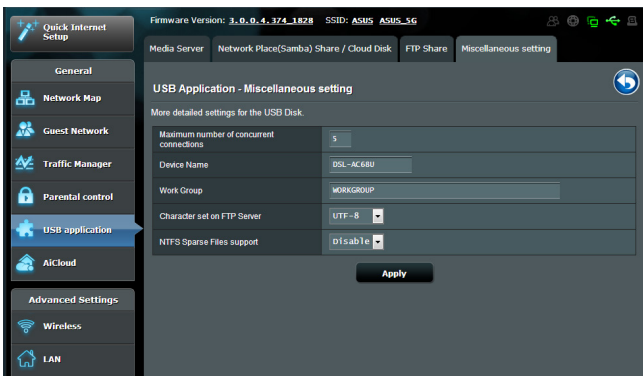 Quick Internet
Setup
Firmware Version: 3.0.0.4.374_1828 SSID: ASUS ASUS_5G
Media Server Network Place(Samba) Share / Cloud Disk FTP Share Miscellaneous setting
General
Network Map
Guest Network
Traffic Manager
Parental control
USB application
AiCloud
Advanced Settings
Wireless
LAN
USB Application - Miscellaneous setting
More detailed settings for the USB Disk.
Maximum number of concurrent
connections
5
Device Name DSL-AC68U
Work Group WORKGROUP
Character set on FTP Server UTF-8
NTFS Sparse Files support Disable
Apply